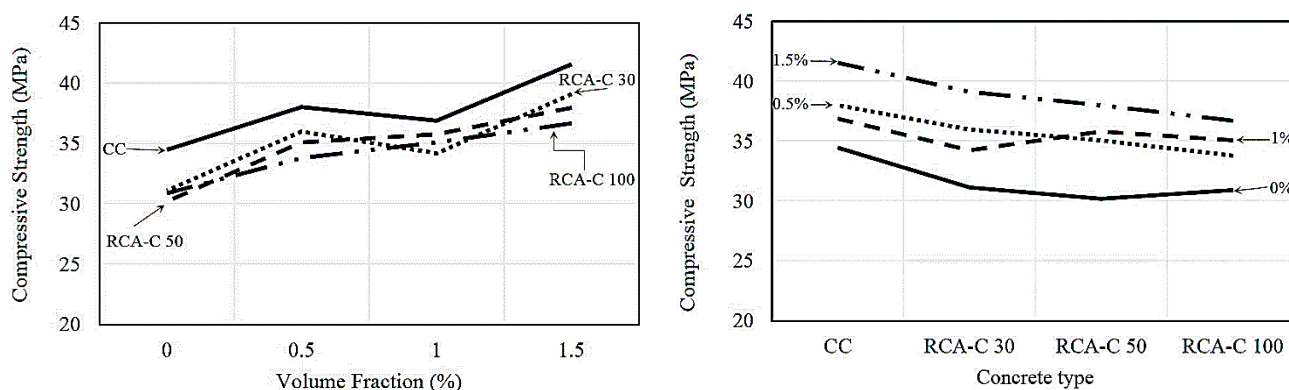 Compressive Strength (MPa)
45
40
35
30
25
20
CC
RCA-C 30
RCA-C 50
RCA-C 100
0 0.5 1 1.5
Volume Fraction (%)
Compressive Strength (MPa)
45
40
35
30
25
20
1.5%
0.5%
1%
0%
CC RCA-C 30 RCA-C 50 RCA-C 100
Concrete type